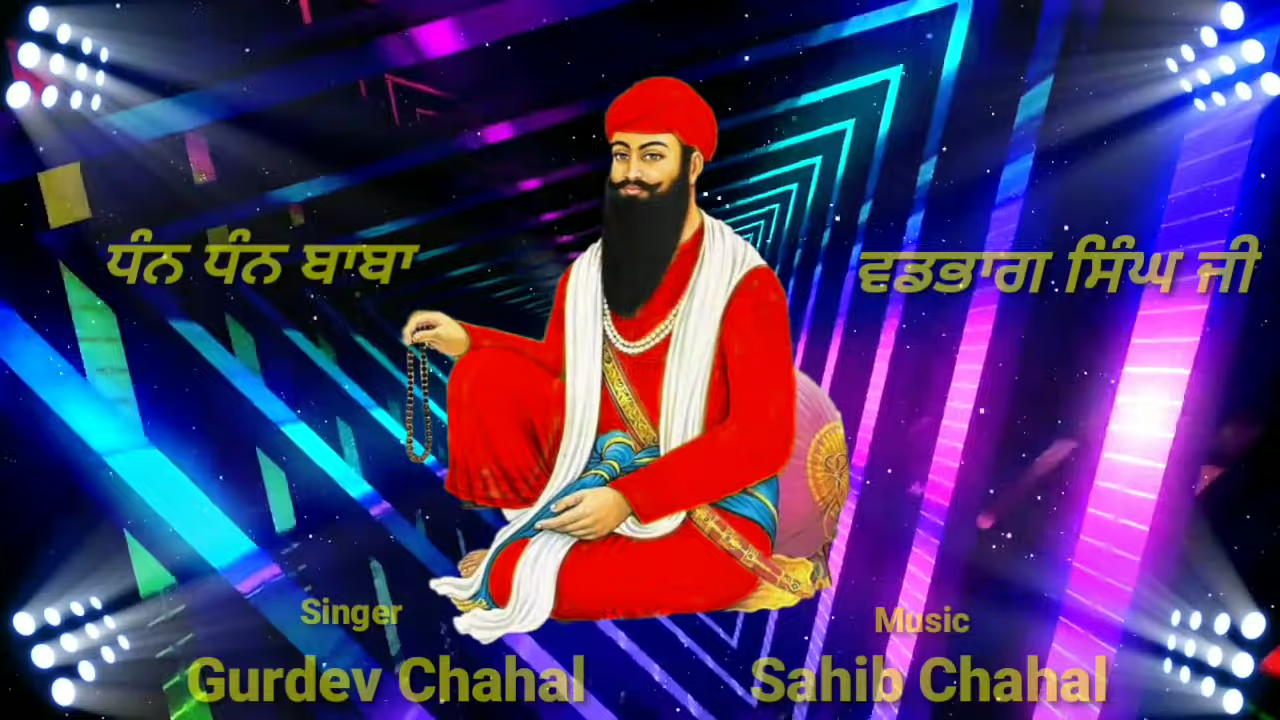 ਧੰਨ ਧੰਨ ਬਾਬਾ
ਵਡਭਾਗ ਸਿੰਘ ਜੀ
Singer
Gurdev Chahal
Music
Sahib Chahal